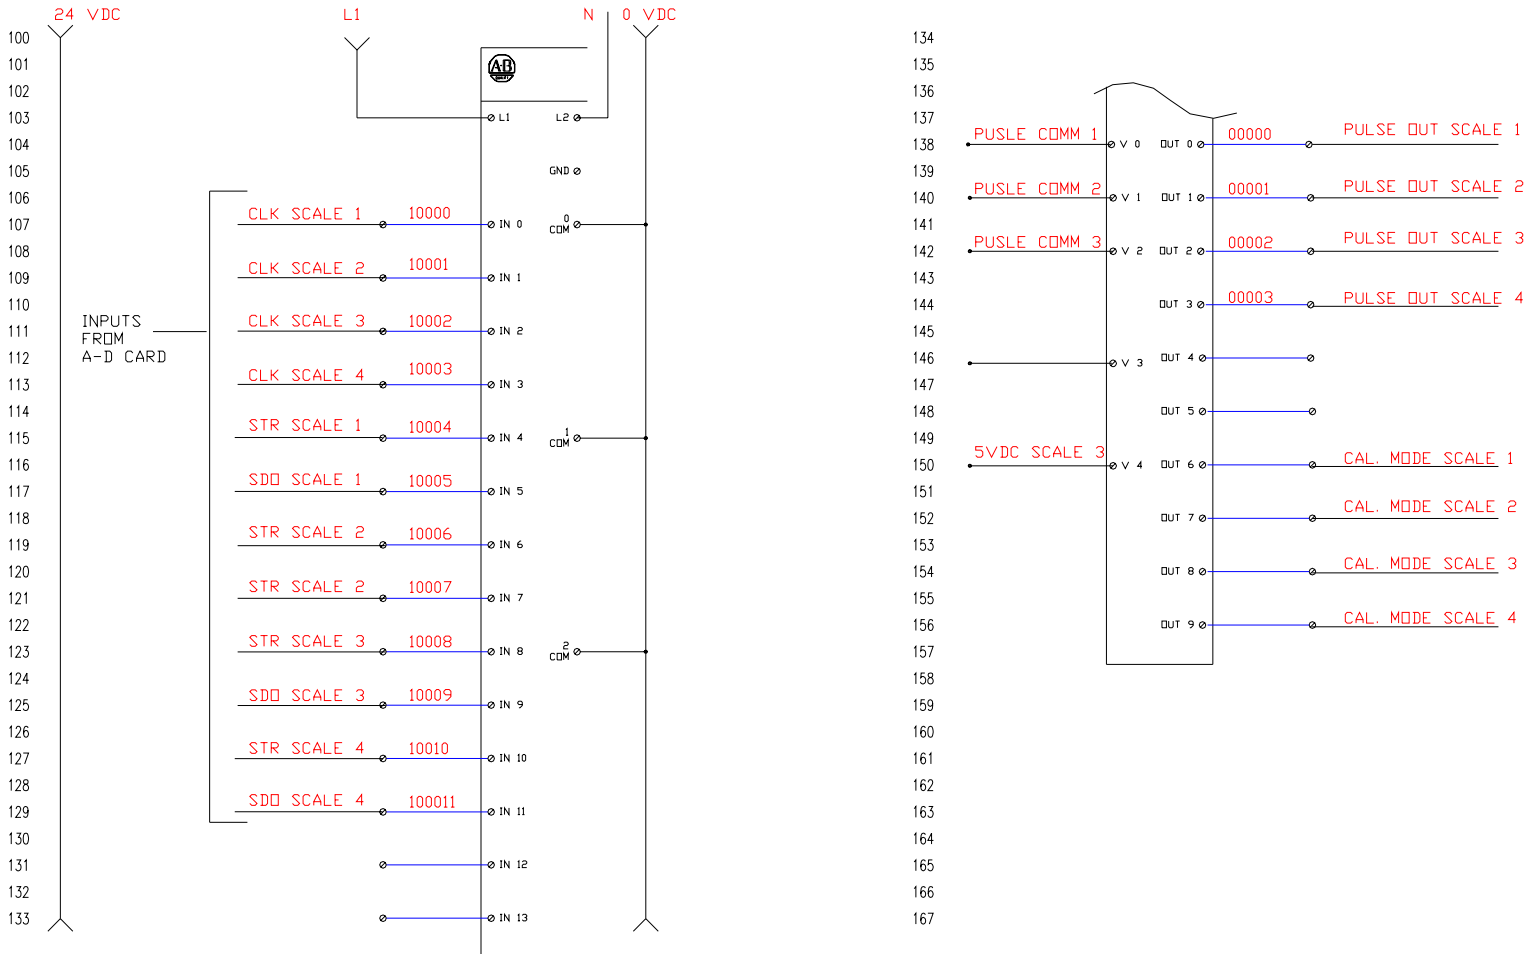 24 VDC
L1
N
0 VDC
100
101
A-B
102
103
L1
L2
104
105
GND
106
107
CLK SCALE 1
10000
IN 0
0
COM
108
109
CLK SCALE 2
10001
IN 1
110
INPUTS
FROM
A-D CARD
111
CLK SCALE 3
10002
IN 2
112
113
CLK SCALE 4
10003
IN 3
114
115
STR SCALE 1
10004
IN 4
1
COM
116
117
SDO SCALE 1
10005
IN 5
118
119
STR SCALE 2
10006
IN 6
120
121
STR SCALE 2
10007
IN 7
122
123
STR SCALE 3
10008
IN 8
2
COM
124
125
SDO SCALE 3
10009
IN 9
126
127
STR SCALE 4
10010
IN 10
128
129
SDO SCALE 4
100011
IN 11
130
131
IN 12
132
133
IN 13
134
135
136
137
138
PUSLE COMM 1
V 0
OUT 0
00000
PULSE OUT SCALE 1
139
140
PUSLE COMM 2
V 1
OUT 1
00001
PULSE OUT SCALE 2
141
142
PUSLE COMM 3
V 2
OUT 2
00002
PULSE OUT SCALE 3
143
144
OUT 3
00003
PULSE OUT SCALE 4
145
146
V 3
OUT 4
147
148
OUT 5
149
150
5VDC SCALE 3
V 4
OUT 6
CAL. MODE SCALE 1
151
152
OUT 7
CAL. MODE SCALE 2
153
154
OUT 8
CAL. MODE SCALE 3
155
156
OUT 9
CAL. MODE SCALE 4
157
158
159
160
161
162
163
164
165
166
167